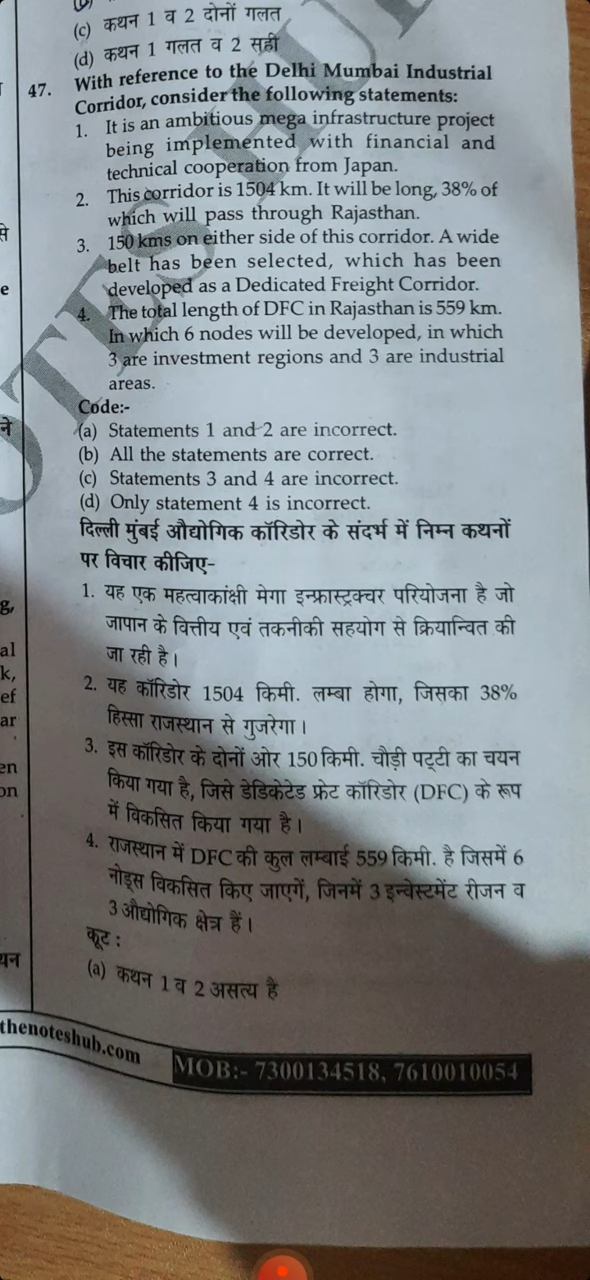 (c) कथन 1 व 2 दोनों गलत
(d) कथन 1 गलत व 2 सही
47. With reference to the Delhi Mumbai Industrial
Corridor, consider the following statements:
1. It is an ambitious mega infrastructure project
being implemented with financial and
technical cooperation from Japan.
2. This corridor is 1504 km. It will be long, 38% of
which will pass through Rajasthan.
3. 150 kms on either side of this corridor. A wide
belt has been selected, which has been
developed as a Dedicated Freight Corridor.
4. The total length of DFC in Rajasthan is 559 km.
In which 6 nodes will be developed, in which
3 are investment regions and 3 are industrial
areas.
Code:-
(a) Statements 1 and 2 are incorrect.
(b) All the statements are correct.
(c) Statements 3 and 4 are incorrect.
(d) Only statement 4 is incorrect.
दिल्ली मुंबई औद्योगिक कॉरिडोर के संदर्भ में निम्न कथनों
पर विचार कीजिए-
1. यह एक महत्वाकांक्षी मेगा इन्फ्रास्ट्रक्चर परियोजना है जो
जापान के वित्तीय एवं तकनीकी सहयोग से क्रियान्वित की
जा रही है।
2. यह कॉरिडोर 1504 किमी. लम्बा होगा, जिसका 38%
हिस्सा राजस्थान से गुजरेगा।
3. इस कॉरिडोर के दोनों ओर 150 किमी. चौड़ी पट्टी का चयन
किया गया है, जिसे डेडिकेटेड फ्रेट कॉरिडोर (DFC) के रूप
में विकसित किया गया है।
4. राजस्थान में DFC की कुल लम्बाई 559 किमी. है जिसमें 6
नोड्स विकसित किए जाएगें, जिनमें 3 इन्वेस्टमेंट रीजन व
3 औद्योगिक क्षेत्र हैं।
कूट :
(a) कथन 1 व 2 असत्य है
thenoteshub.com
MOB:- 7300134518, 7610010054